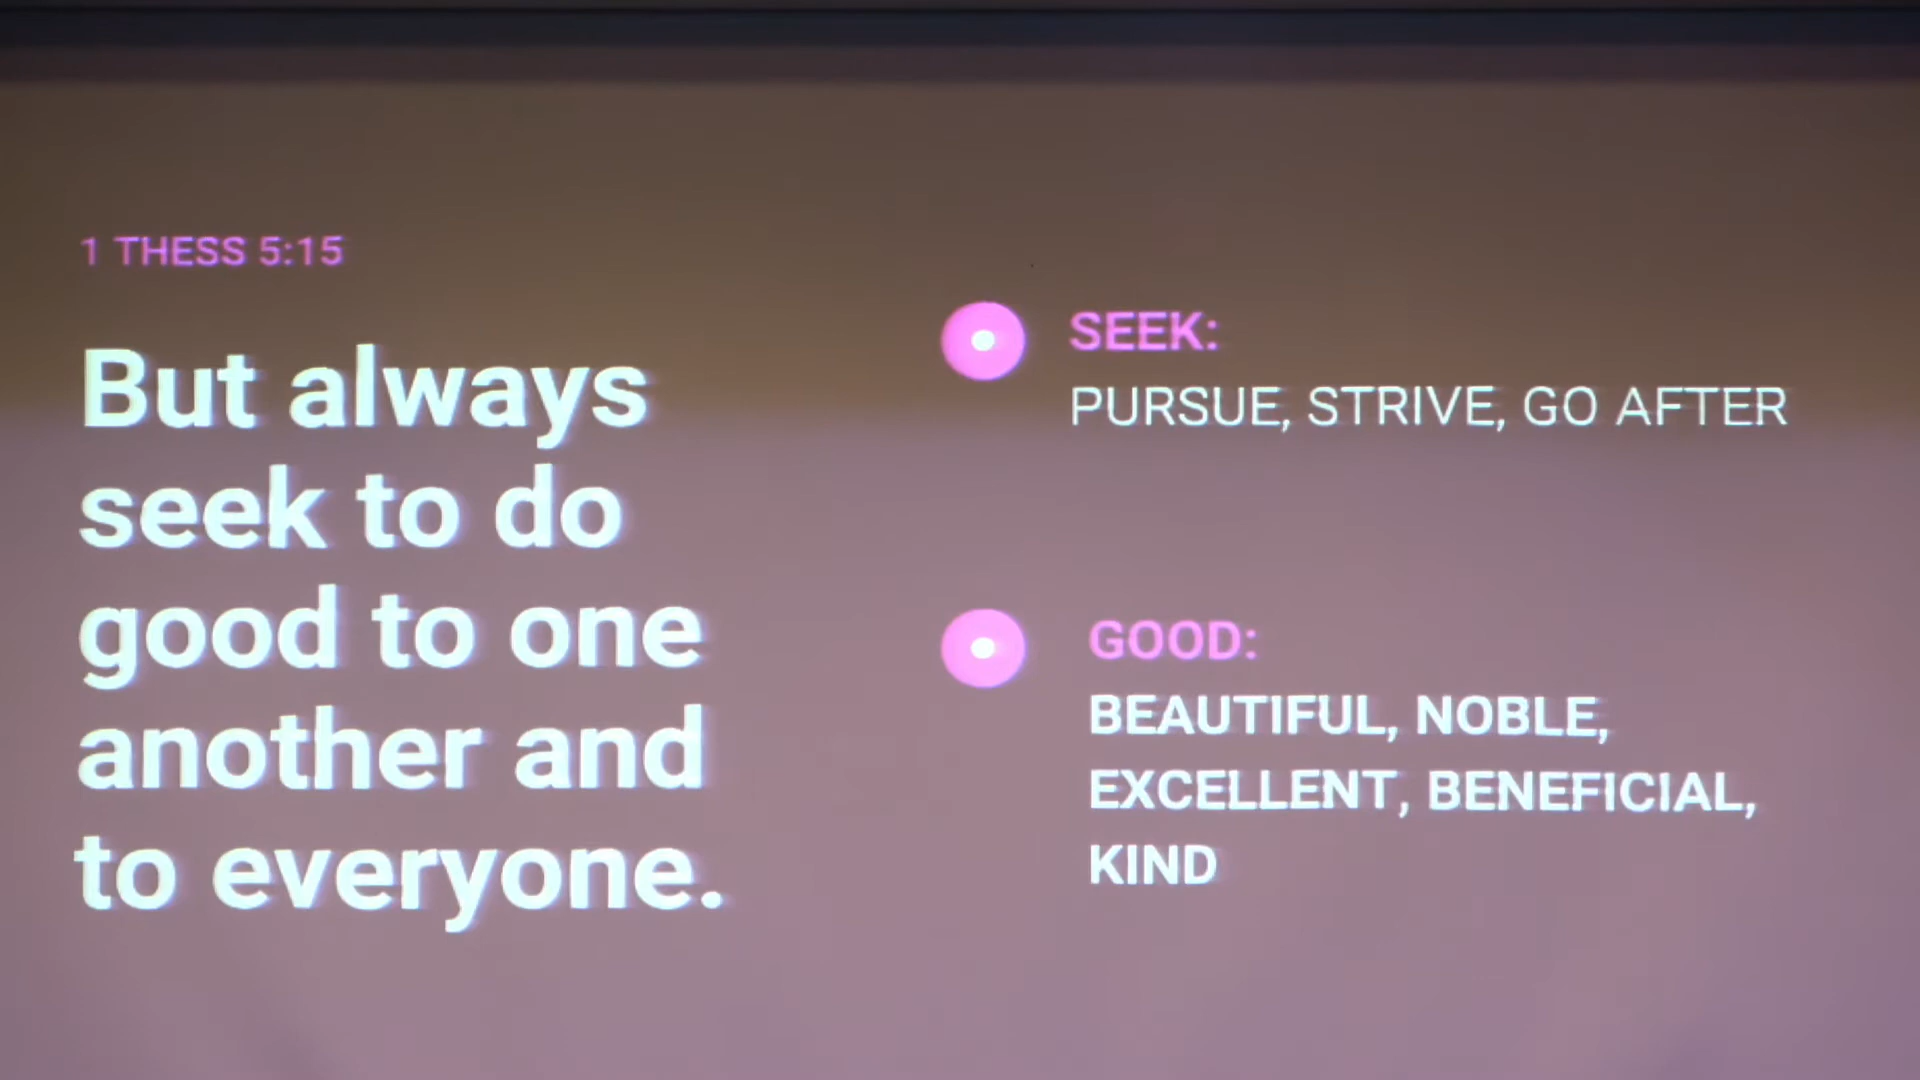 1 THESS 5:15
But always
seek to do
good to one
another and
to everyone.
SEEK:
PURSUE, STRIVE, GO AFTER
GOOD:
BEAUTIFUL, NOBLE,
EXCELLENT, BENEFICIAL,
KIND